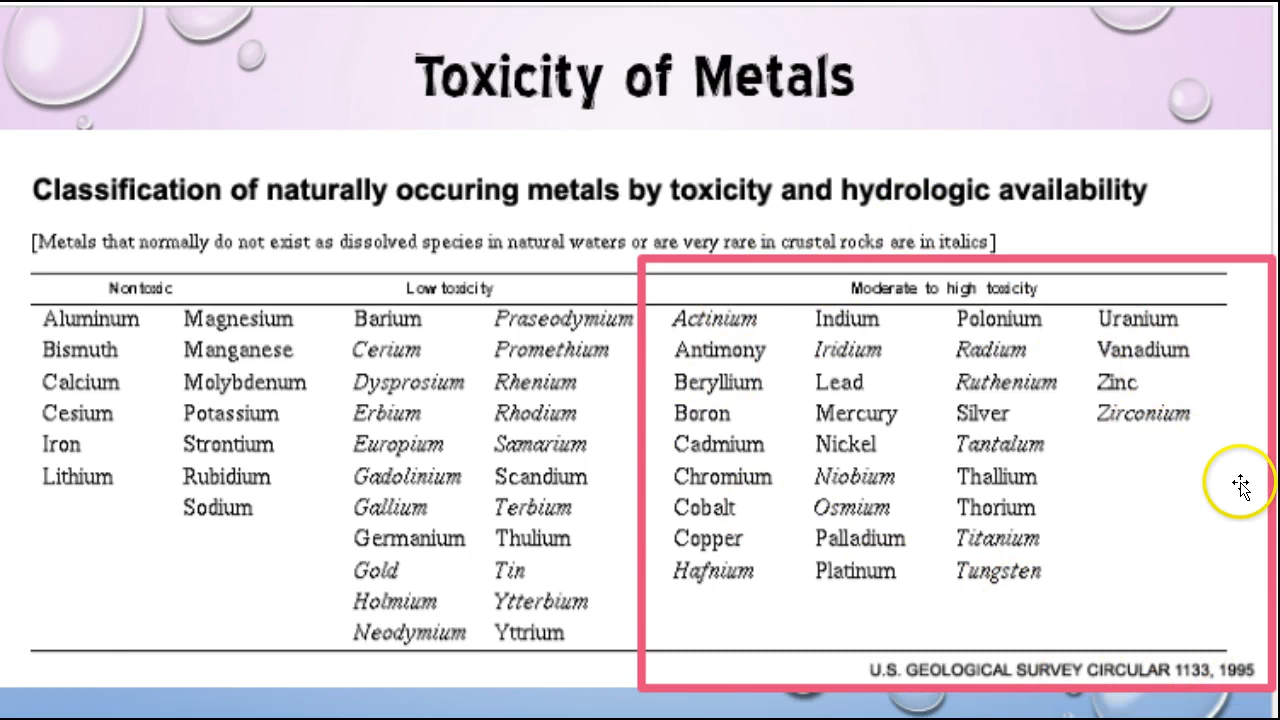 Toxicity of Metals
Classification of naturally occuring metals by toxicity and hydrologic availability
[Metals that normally do not exist as dissolved species in natural waters or are very rare in crustal rocks are in italics]
Nontoxic Low toxicity Moderate to high toxicity
Aluminum Magnesium Barium Praseodymium Actinium Indium Polonium Uranium
Bismuth Manganese Cerium Promethium Antimony Iridium Radium Vanadium
Calcium Molybdenum Dysprosium Rhenium Beryllium Lead Ruthenium Zinc
Cesium Potassium Erbium Rhodium Boron Mercury Silver Zirconium
Iron Strontium Europium Samarium Cadmium Nickel Tantalum
Lithium Rubidium Gadolinium Scandium Chromium Niobium Thallium
Sodium Gallium Terbium Cobalt Osmium Thorium
Germanium Thulium Copper Palladium Titanium
Gold Tin Hafnium Platinum Tungsten
Holmium Ytterbium
Neodymium Yttrium
U.S. GEOLOGICAL SURVEY CIRCULAR 1133, 1995